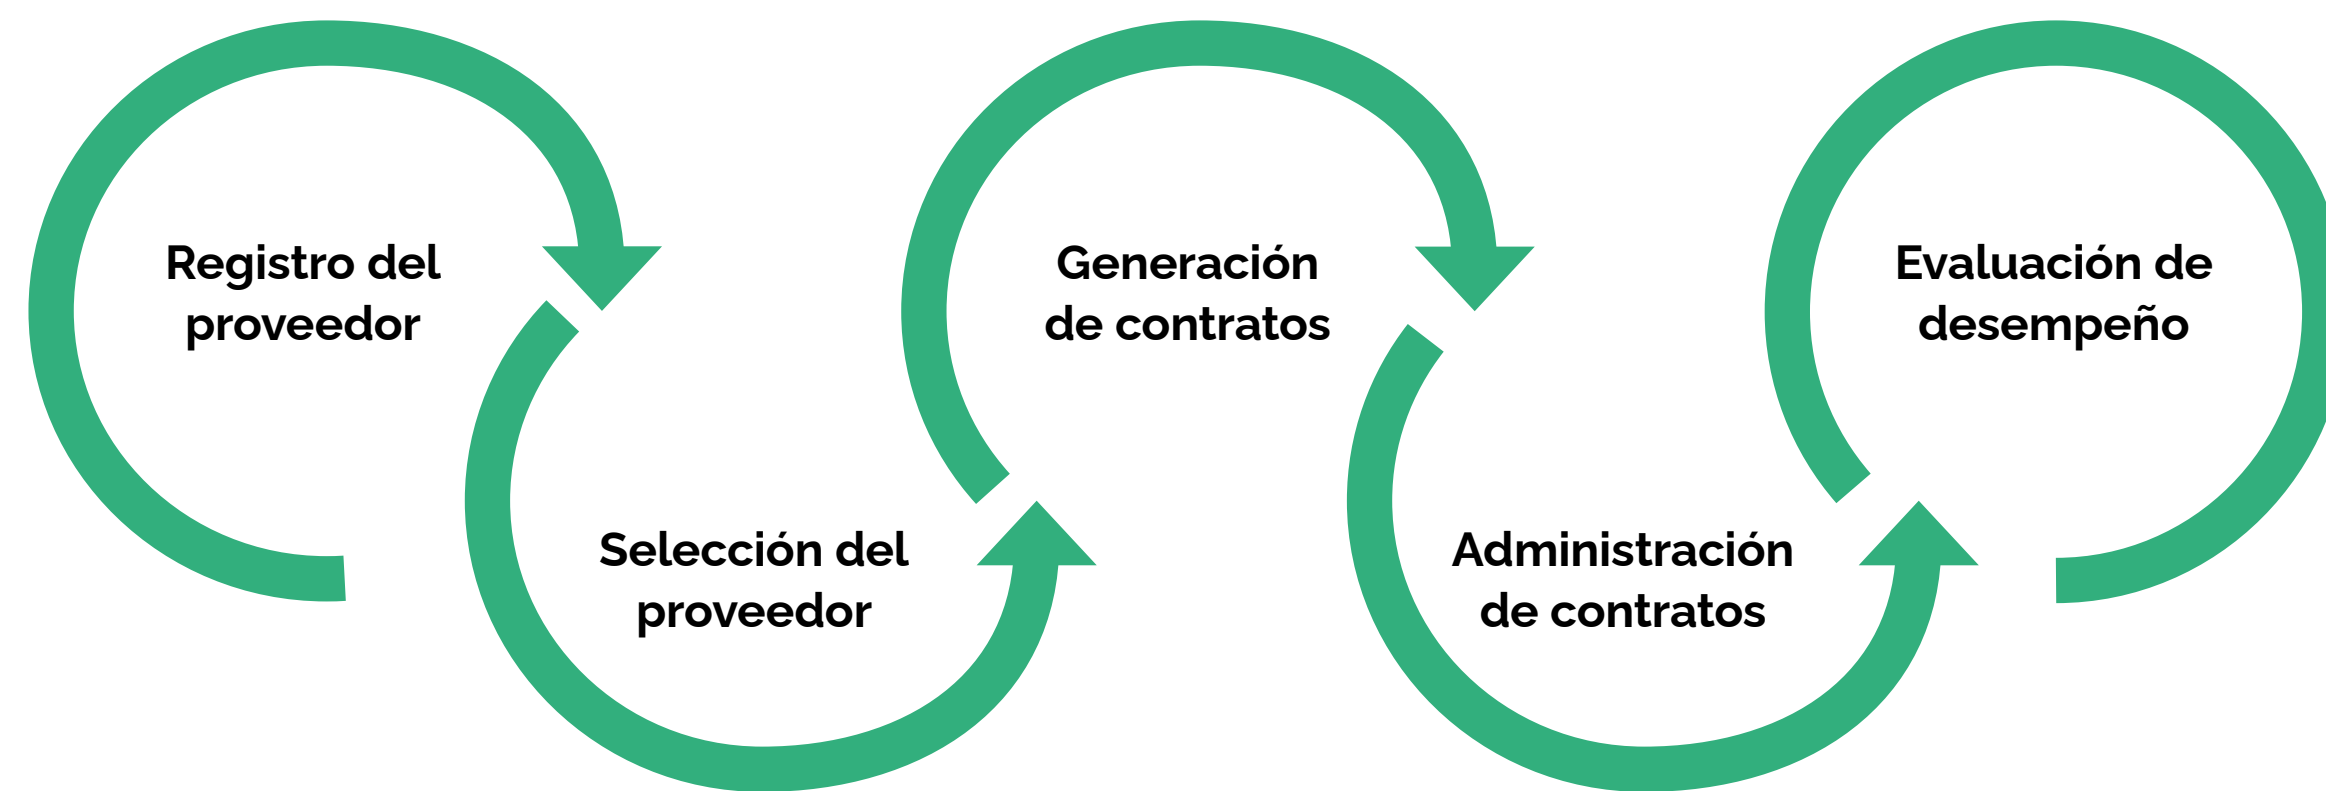 Registro del
proveedor
Selección del
proveedor
Generación
de contratos
Administración
de contratos
Evaluación de
desempeño